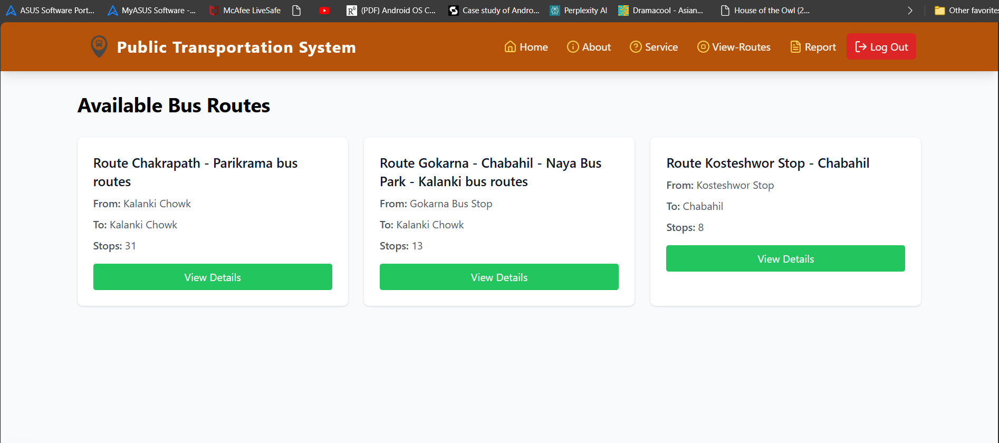 ASUS Software Port... MyASUS Software -... McAfee LiveSafe (PDF) Android OS C... Case study of Andro... Perplexity AI Dramacool - Asian... House of the Owl (2... Other favorites
Public Transportation System
Home About Service View-Routes Report Log Out
Available Bus Routes
Route Chakrapath - Parikrama bus
routes
From: Kalanki Chowk
To: Kalanki Chowk
Stops: 31
View Details
Route Gokarna - Chabahil - Naya Bus
Park - Kalanki bus routes
From: Gokarna Bus Stop
To: Kalanki Chowk
Stops: 13
View Details
Route Kosteshwor Stop - Chabahil
From: Kosteshwor Stop
To: Chabahil
Stops: 8
View Details